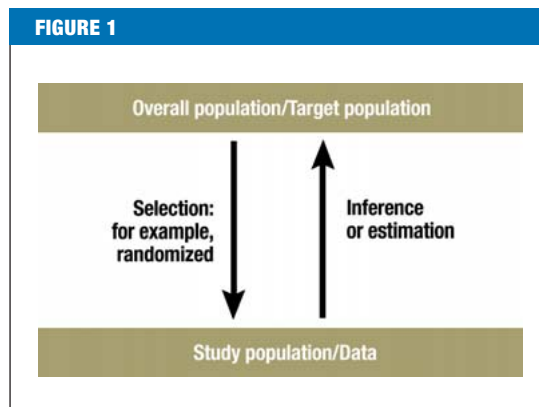 FIGURE 1
Overall population/Target population
Selection:
for example,
randomized
Inference
or estimation
Study population/Data